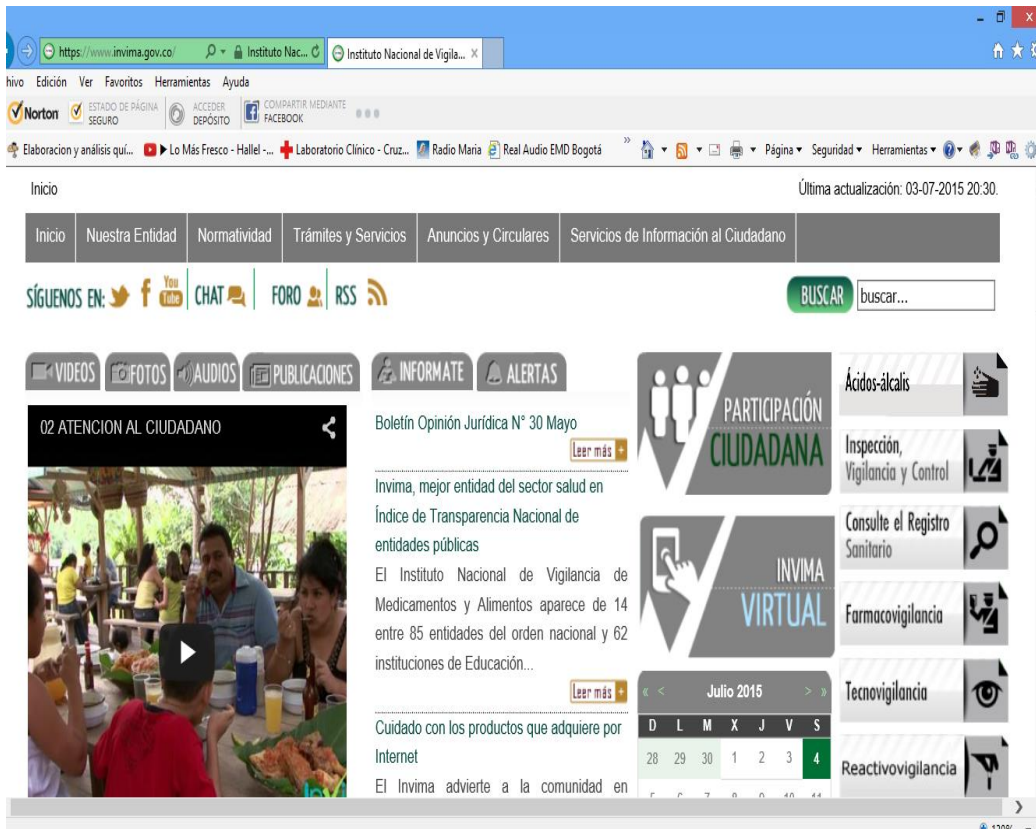 https://www.invima.gov.co/
Instituto Nac...
Instituto Nacional de Vigila...
hivo Edición Ver Favoritos Herramientas Ayuda
Norton
ESTADO DE PÁGINA
SEGURO
ACCEDER
DEPÓSITO
COMPARTIR MEDIANTE
FACEBOOK
Elaboracion y análisis quí...
Lo Más Fresco - Hallel -...
Laboratorio Clínico - Cruz...
Radio Maria
Real Audio EMD Bogotá
Página
Seguridad
Herramientas
Inicio
Última actualización: 03-07-2015 20:30.
Inicio
Nuestra Entidad
Normatividad
Trámites y Servicios
Anuncios y Circulares
Servicios de Información al Ciudadano
SÍGUENOS EN:
You
Tube
CHAT
FORO
RSS
BUSCAR
buscar...
VIDEOS
FOTOS
AUDIOS
PUBLICACIONES
INFORMATE
ALERTAS
02 ATENCION AL CIUDADANO
Boletín Opinión Jurídica N° 30 Mayo
Leer más +
Invima, mejor entidad del sector salud en
Índice de Transparencia Nacional de
entidades públicas
El Instituto Nacional de Vigilancia de
Medicamentos y Alimentos aparece de 14
entre 85 entidades del orden nacional y 62
instituciones de Educación...
Leer más +
Cuidado con los productos que adquiere por
Internet
El Invima advierte a la comunidad en
PARTICIPACIÓN
CIUDADANA
INVIMA
VIRTUAL
« < Julio 2015 > »
D L M X J V S
28 29 30 1 2 3 4
Ácidos-álcalis
Inspección,
Vigilancia y Control
Consulte el Registro
Sanitario
Farmacovigilancia
Tecnovigilancia
Reactivovigilancia